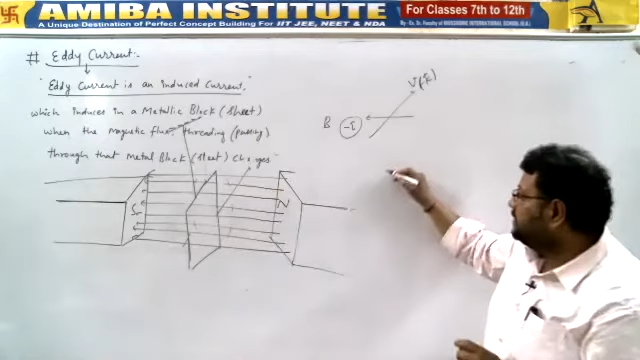 AMIBA INSTITUTE
A Unique Destination of Perfect Concept Building For IIT JEE, NEET & NDA
For Classes 7th to 12th
# Eddy Current:-
"Eddy Current is an induced Current"
which induces in a Metallic Block (Sheet)
when the magnetic flux threading (passing)
through that Metal Block (Sheet) Changes
S
N
B